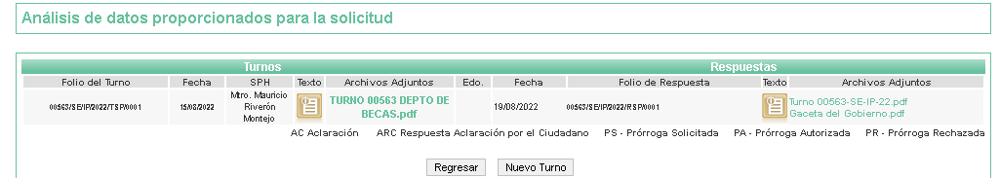 Análisis de datos proporcionados para la solicitud
Turnos Respuestas
Folio del Turno Fecha SPH Texto Archivos Adjuntos Edo. Fecha Folio de Respuesta Texto Archivos Adjuntos
00563/SE/IP/2022/TSP/0001 15/08/2022 Mtro. Mauricio Riverón Montejo TURNO 00563 DEPTO DE BECAS.pdf 19/08/2022 00563/SE/IP/2022/RSP/0001 Turno 00563-SE-IP-22.pdf
Gaceta del Gobierno.pdf
AC Aclaración ARC Respuesta Aclaración por el Ciudadano PS - Prórroga Solicitada PA - Prórroga Autorizada PR - Prórroga Rechazada
Regresar Nuevo Turno